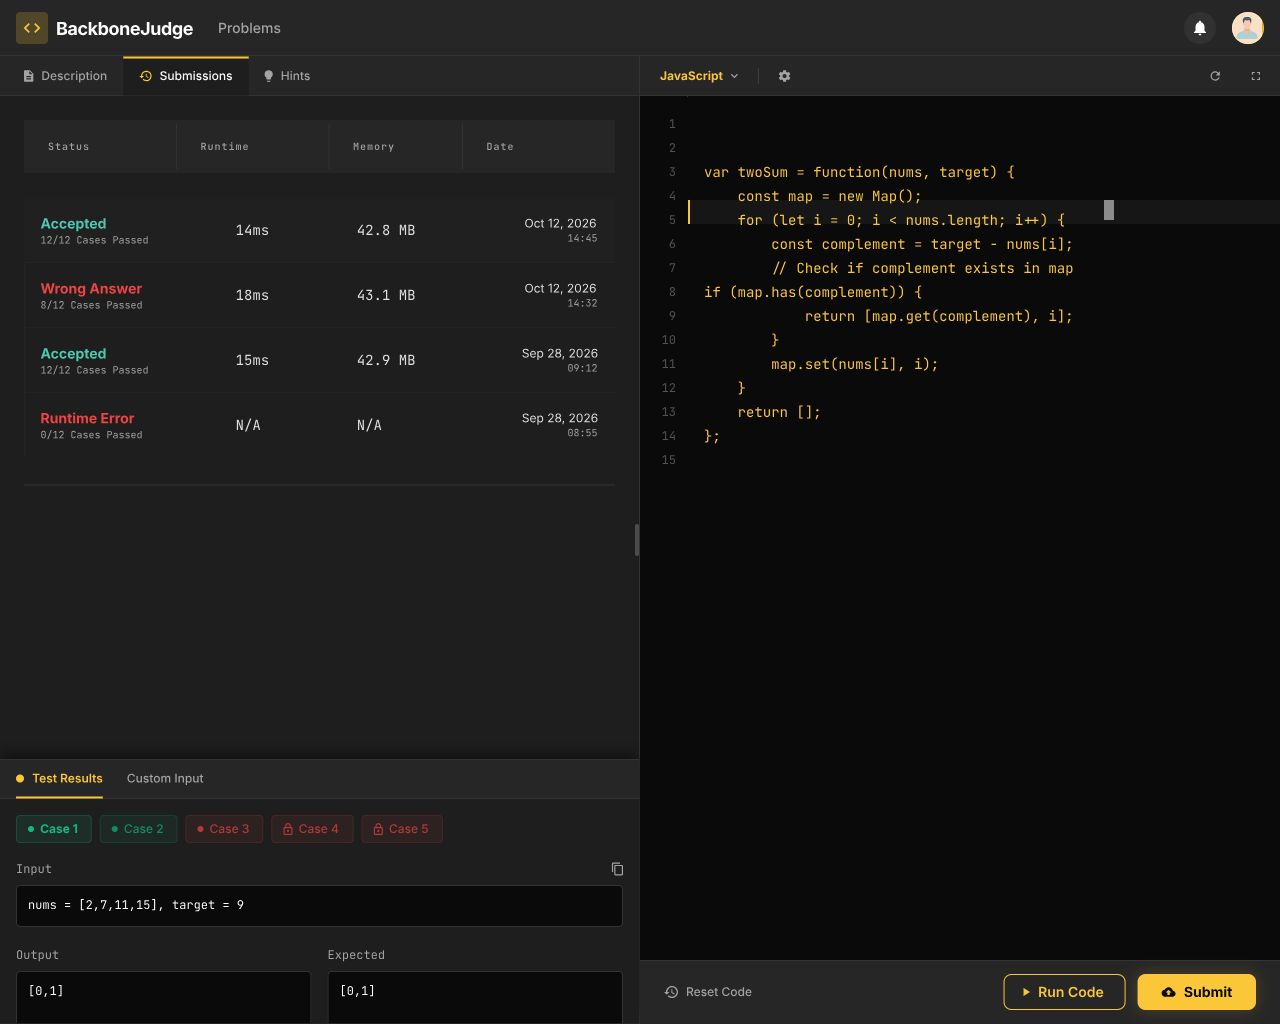 BackboneJudge
Problems
Description
Submissions
Hints
Status Runtime Memory Date
Accepted
12/12 Cases Passed
14ms
42.8 MB
Oct 12, 2026
14:45
Wrong Answer
8/12 Cases Passed
18ms
43.1 MB
Oct 12, 2026
14:32
Accepted
12/12 Cases Passed
15ms
42.9 MB
Sep 28, 2026
09:12
Runtime Error
0/12 Cases Passed
N/A
N/A
Sep 28, 2026
08:55
Test Results
Custom Input
Case 1
Case 2
Case 3
Case 4
Case 5
Input
nums = [2,7,11,15], target = 9
Output
[0,1]
Expected
[0,1]
JavaScript
1
2
3 var twoSum = function(nums, target) {
4 const map = new Map();
5 for (let i = 0; i < nums.length; i++) {
6 const complement = target - nums[i];
7 // Check if complement exists in map
8 if (map.has(complement)) {
9 return [map.get(complement), i];
10 }
11 map.set(nums[i], i);
12 }
13 return [];
14 };
15
Reset Code
Run Code
Submit